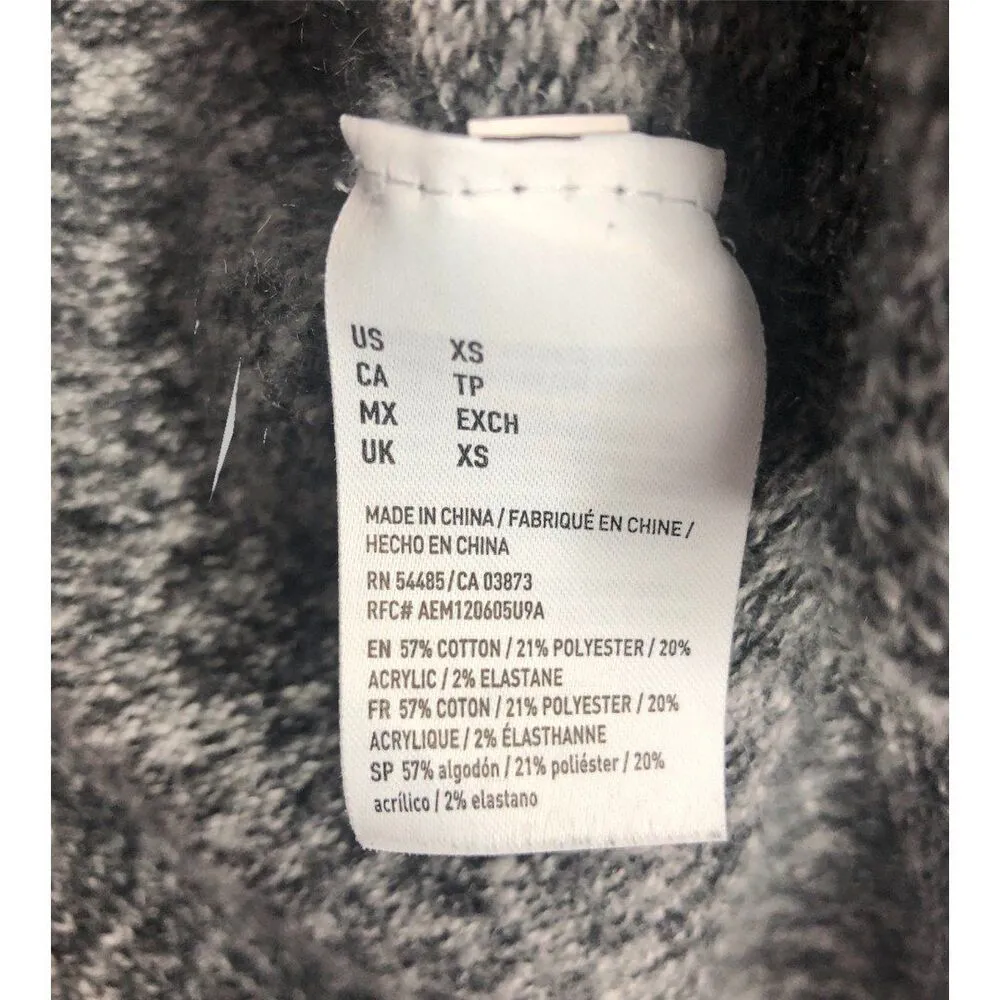 US XS
CA TP
MX EXCH
UK XS
MADE IN CHINA / FABRIQUÉ EN CHINE /
HECHO EN CHINA
RN 54485 / CA 03873
RFC# AEM120605U9A
EN 57% COTTON / 21% POLYESTER / 20%
ACRYLIC / 2% ELASTANE
FR 57% COTON / 21% POLYESTER / 20%
ACRYLIQUE / 2% ÉLASTHANNE
SP 57% algodón / 21% poliéster / 20%
acrílico / 2% elastano